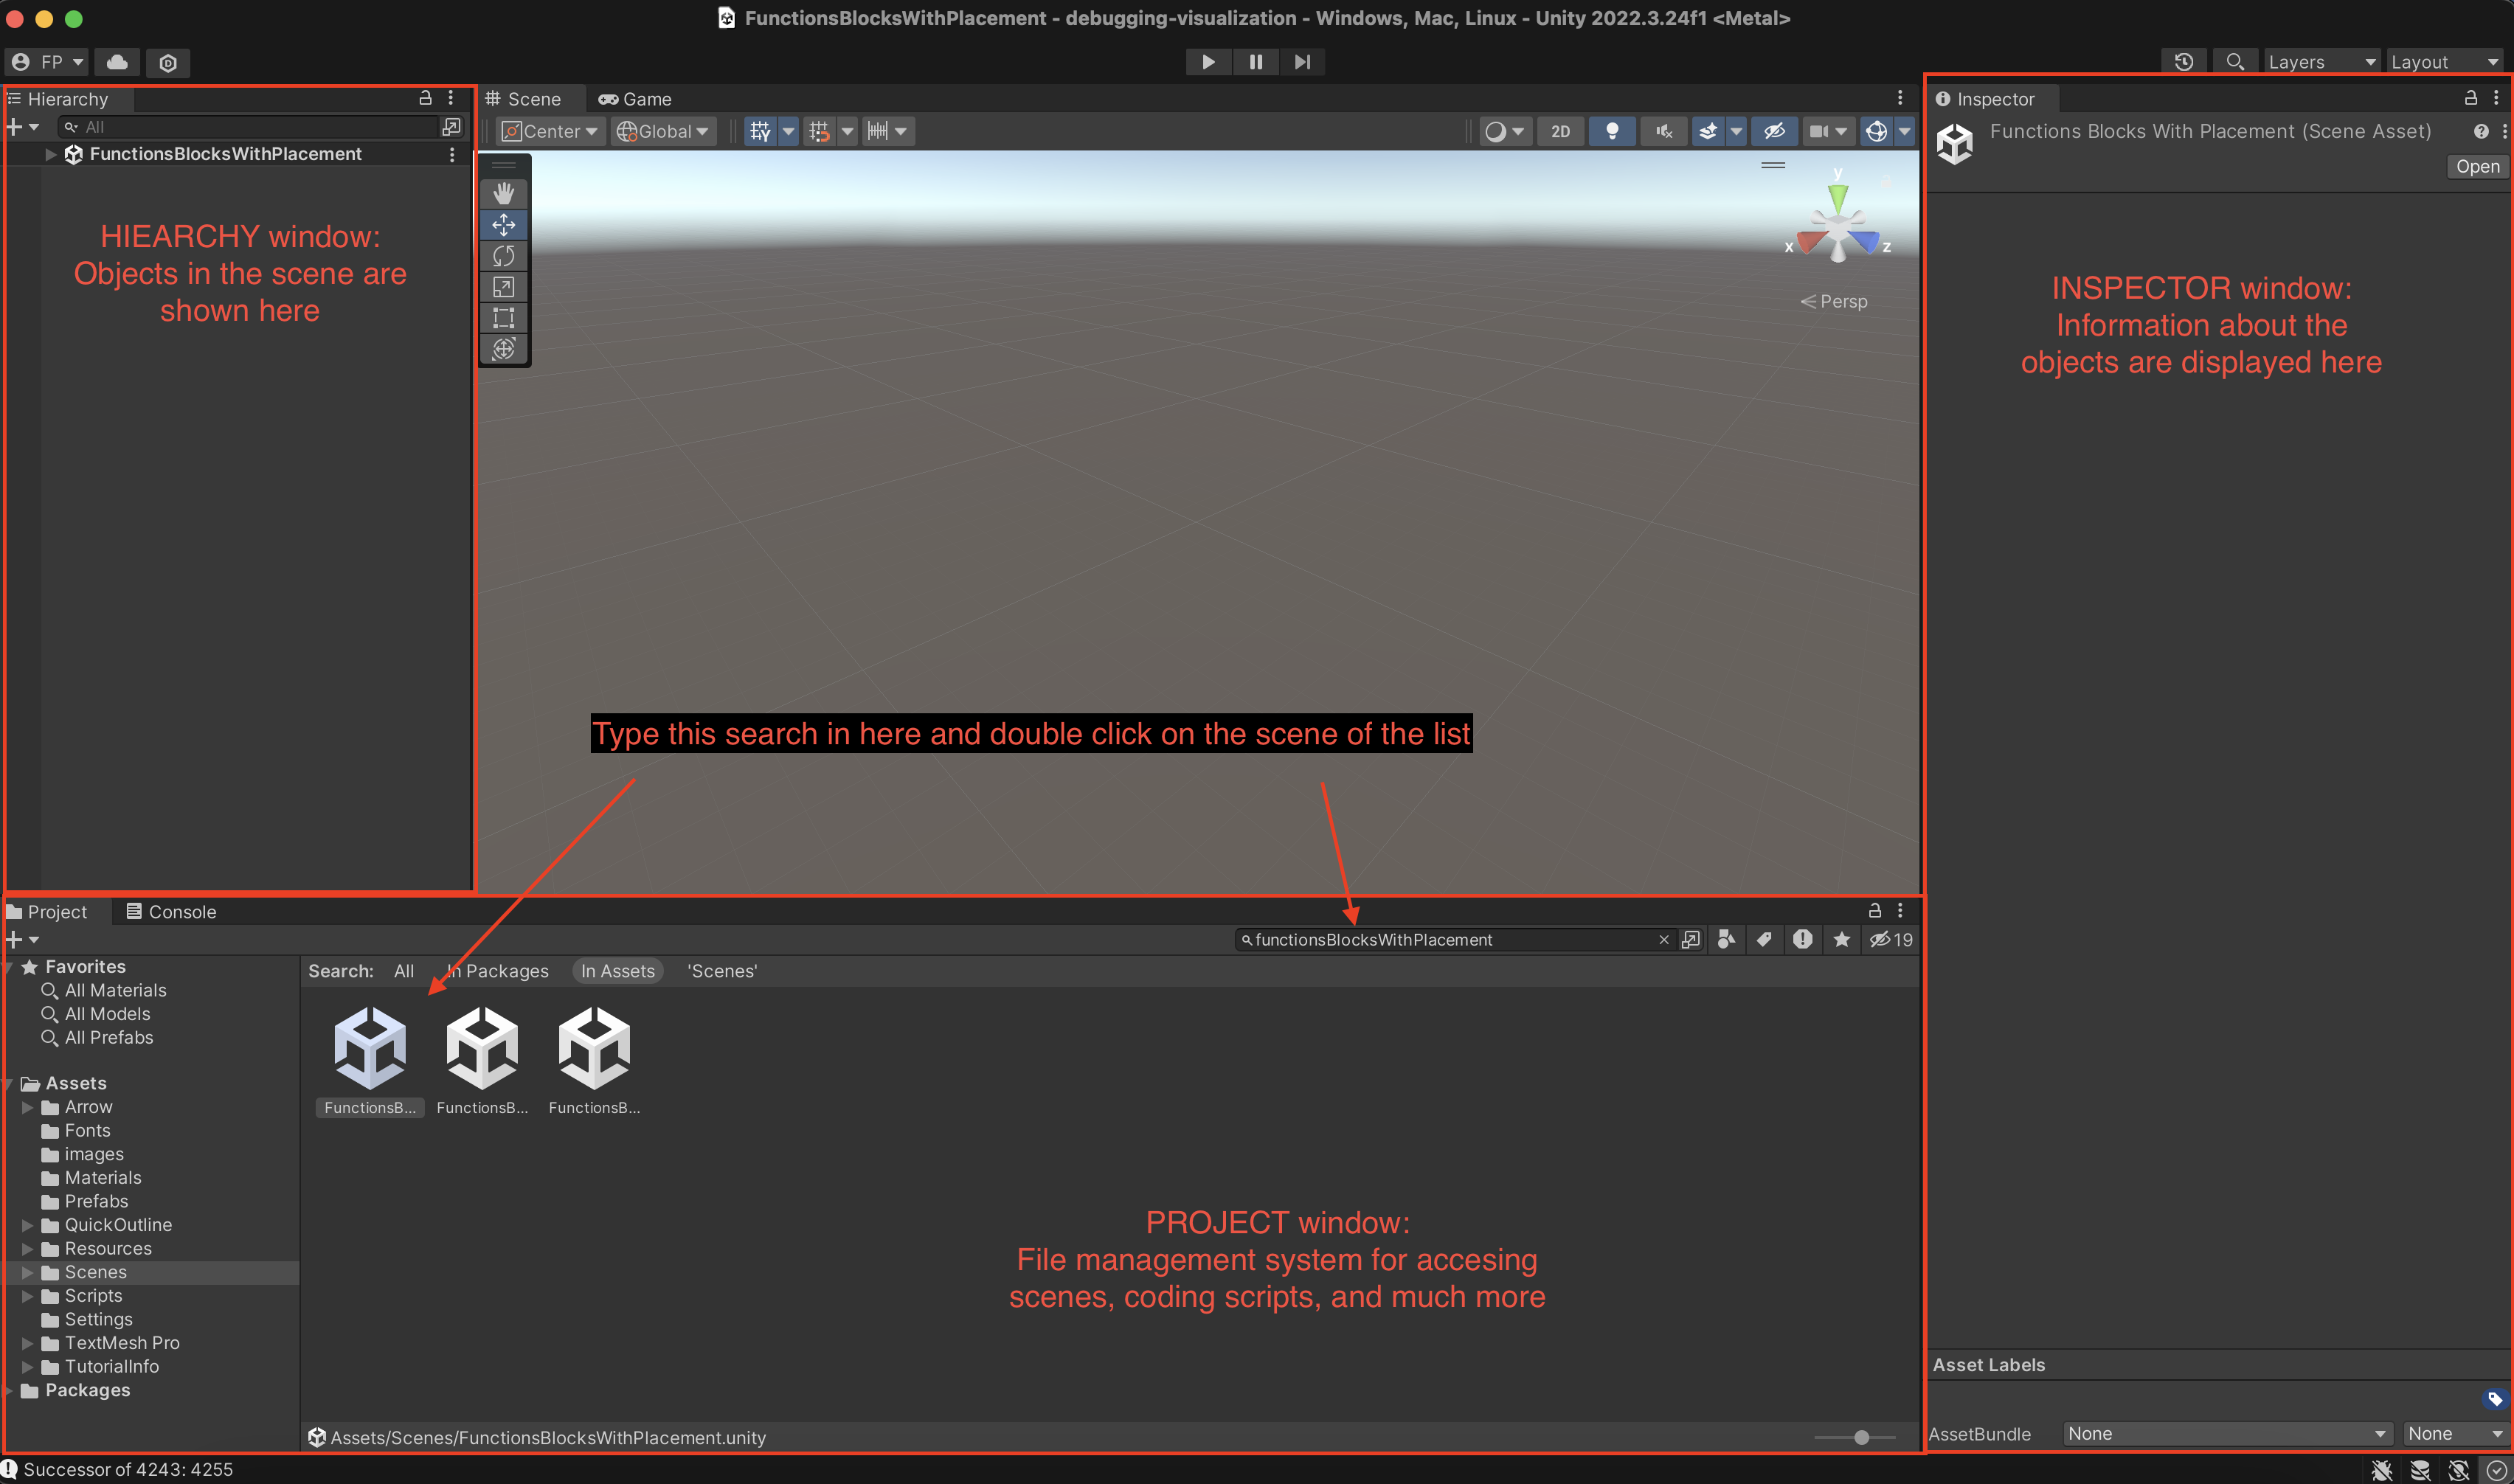 FunctionsBlocksWithPlacement - debugging-visualization - Windows, Mac, Linux - Unity 2022.3.24f1 <Metal>
FP
Layers
Layout
Hierarchy
All
FunctionsBlocksWithPlacement
HIEARCHY window:
Objects in the scene are
shown here
Scene
Game
Center
Global
2D
y
x
z
Persp
Type this search in here and double click on the scene of the list
Inspector
Functions Blocks With Placement (Scene Asset)
Open
INSPECTOR window:
Information about the
objects are displayed here
Asset Labels
AssetBundle
None
None
Project
Console
functionsBlocksWithPlacement
19
Favorites
All Materials
All Models
All Prefabs
Assets
Arrow
Fonts
images
Materials
Prefabs
QuickOutline
Resources
Scenes
Scripts
Settings
TextMesh Pro
TutorialInfo
Packages
Search: All In Packages In Assets 'Scenes'
FunctionsB...
FunctionsB...
FunctionsB...
PROJECT window:
File management system for accesing
scenes, coding scripts, and much more
Assets/Scenes/FunctionsBlocksWithPlacement.unity
Successor of 4243: 4255